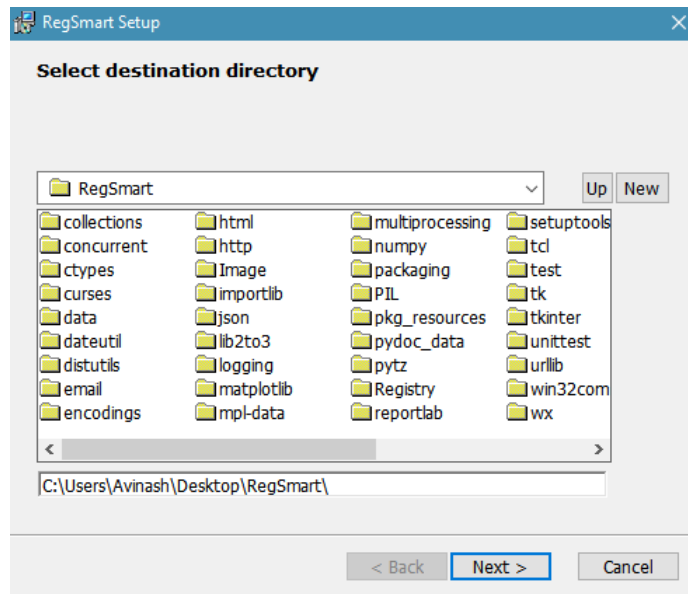 RegSmart Setup
Select destination directory
RegSmart
Up New
collections html multiprocessing setuptools
concurrent http numpy tcl
ctypes Image packaging test
curses importlib PIL tk
data json pkg_resources tkinter
dateutil lib2to3 pydoc_data unittest
distutils logging pytz urllib
email matplotlib Registry win32com
encodings mpl-data reportlab wx
C:\Users\Avinash\Desktop\RegSmart\
< Back Next > Cancel